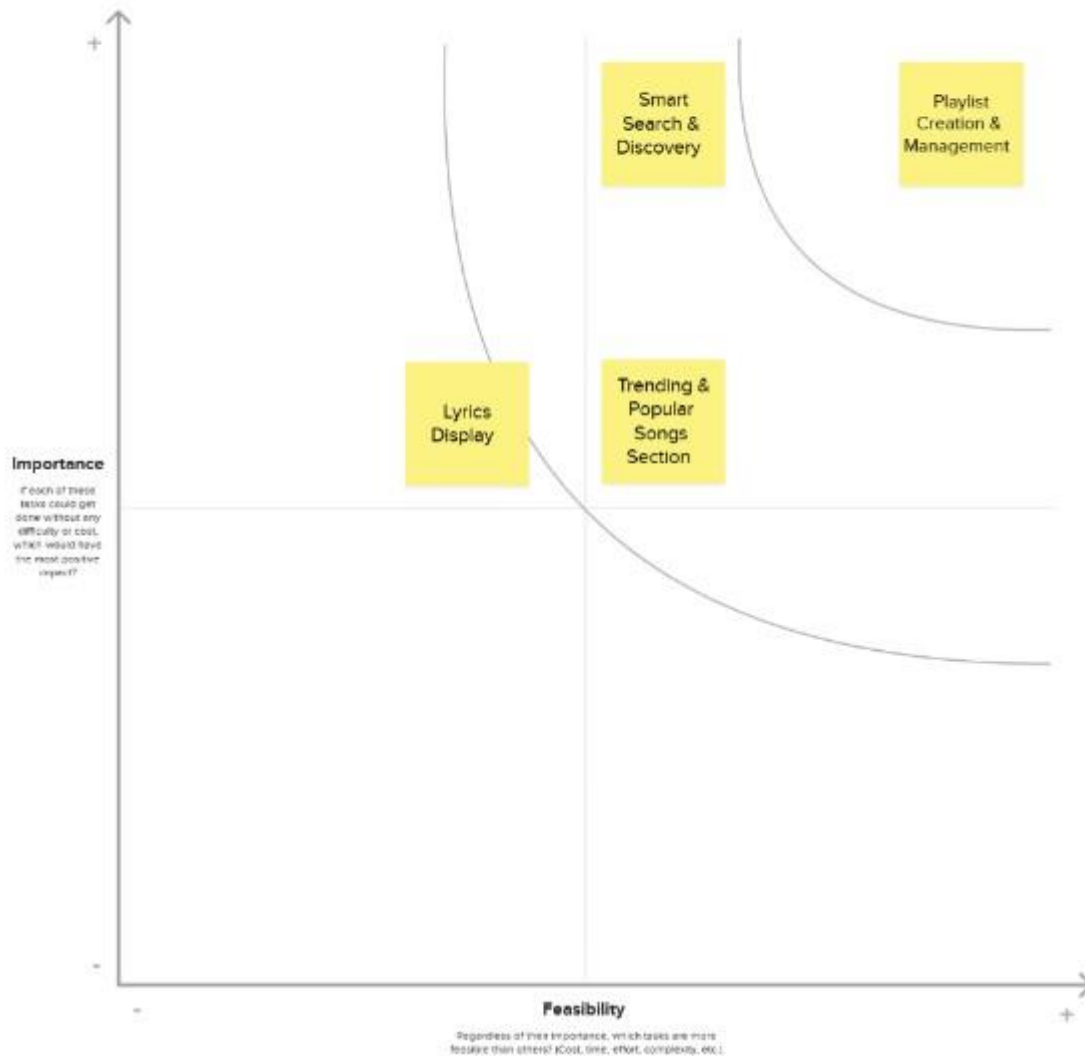 +
Smart
Search &
Discovery
Playlist
Creation &
Management
Lyrics
Display
Trending &
Popular
Songs
Section
Importance
If each of these
tasks could get
done without any
difficulty or cost,
which would have
the most positive
impact?
-
-
Feasibility
+
Regardless of their importance, which tasks are more
feasible than others? (Cost, time, effort, complexity, etc.)